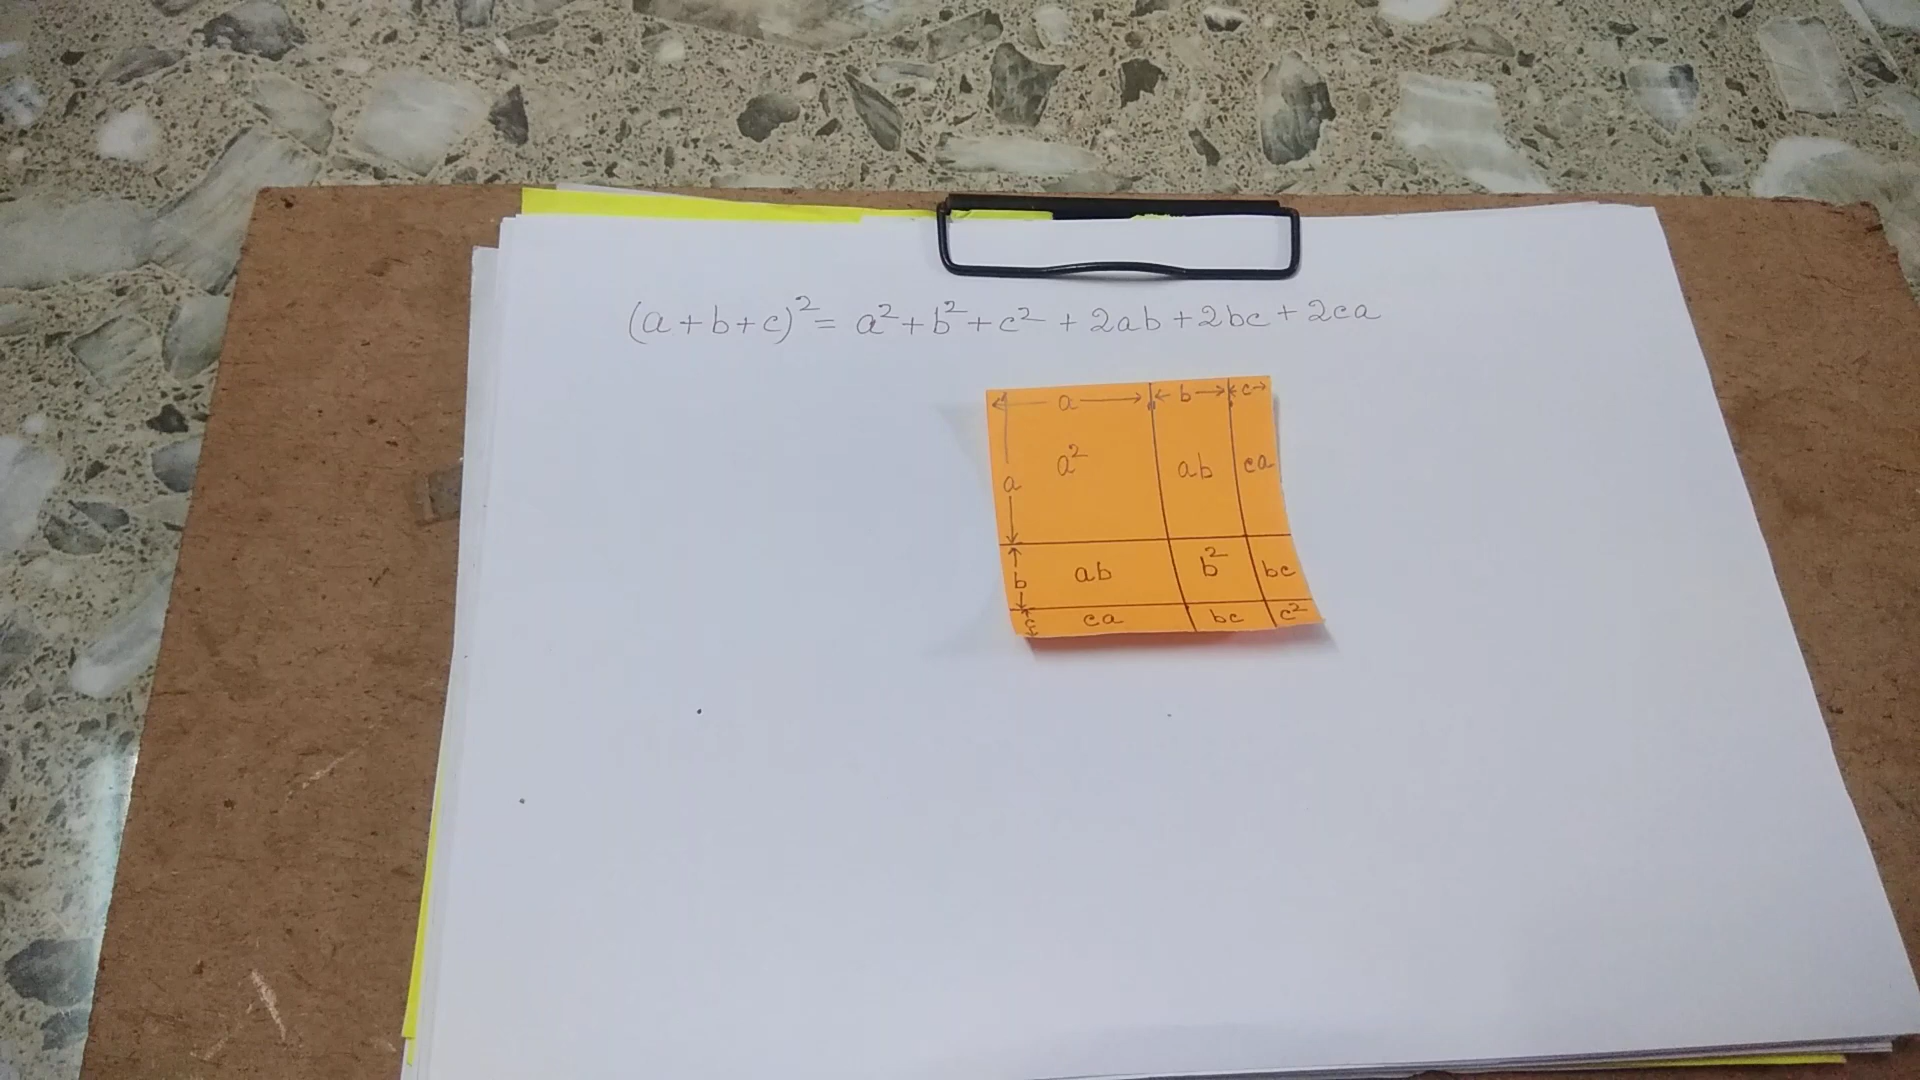 (a+b+c)²= a²+b²+c² + 2ab+2bc+2ca
a b c
a a² ab ca
b ab b² bc
c ca bc c²